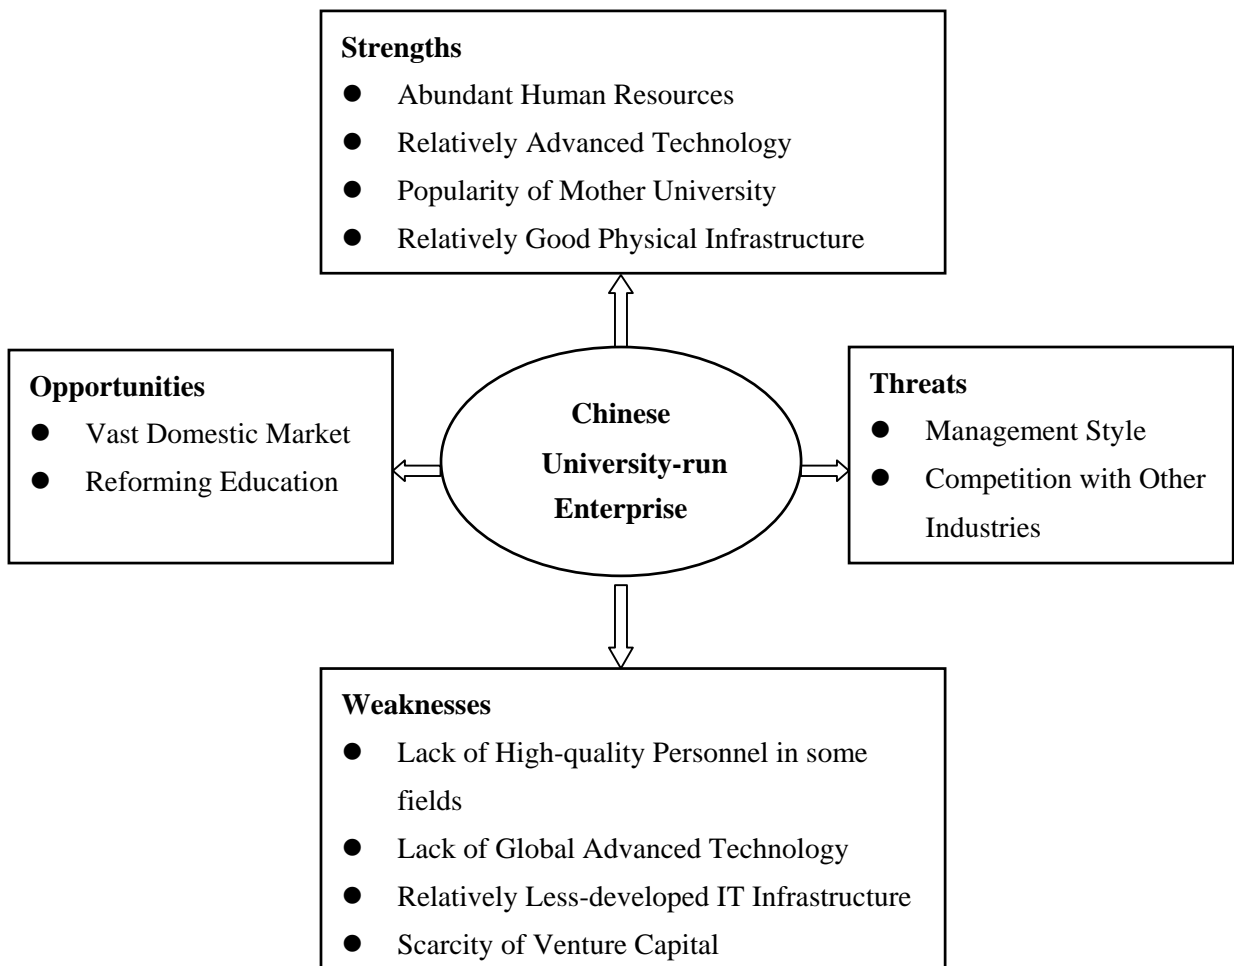 Strengths
● Abundant Human Resources
● Relatively Advanced Technology
● Popularity of Mother University
● Relatively Good Physical Infrastructure
Opportunities
● Vast Domestic Market
● Reforming Education
Chinese
University-run
Enterprise
Threats
● Management Style
● Competition with Other
Industries
Weaknesses
● Lack of High-quality Personnel in some
fields
● Lack of Global Advanced Technology
● Relatively Less-developed IT Infrastructure
● Scarcity of Venture Capital